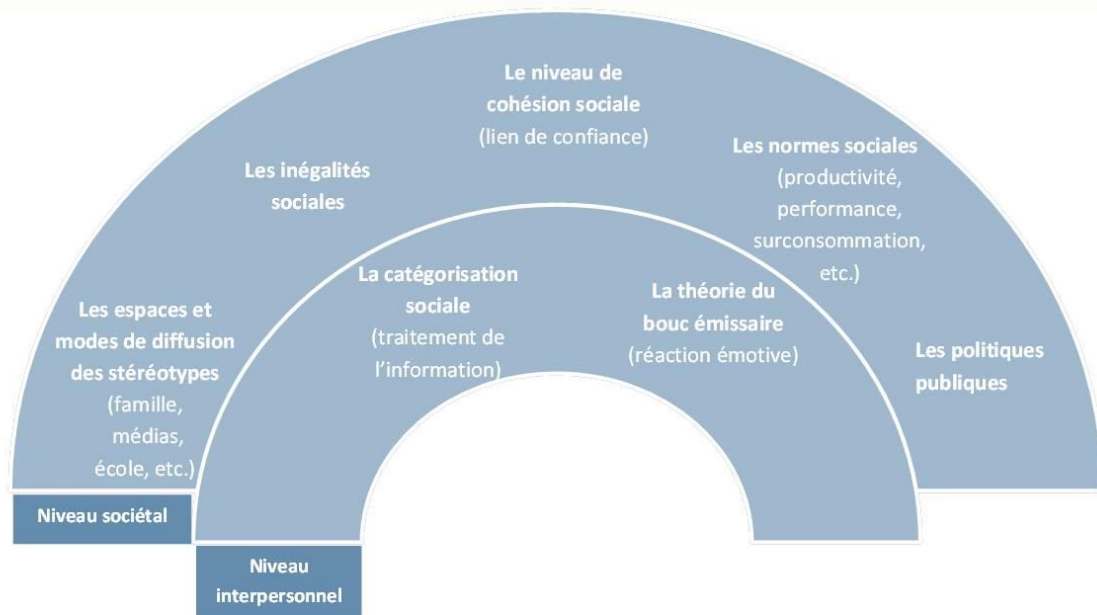 Le niveau de
cohésion sociale
(lien de confiance)
Les inégalités
sociales
Les normes sociales
(productivité,
performance,
surconsommation,
etc.)
Les espaces et
modes de diffusion
des stéréotypes
(famille,
médias,
école, etc.)
Les politiques
publiques
La catégorisation
sociale
(traitement de
l'information)
La théorie du
bouc émissaire
(réaction émotive)
Niveau sociétal
Niveau
interpersonnel